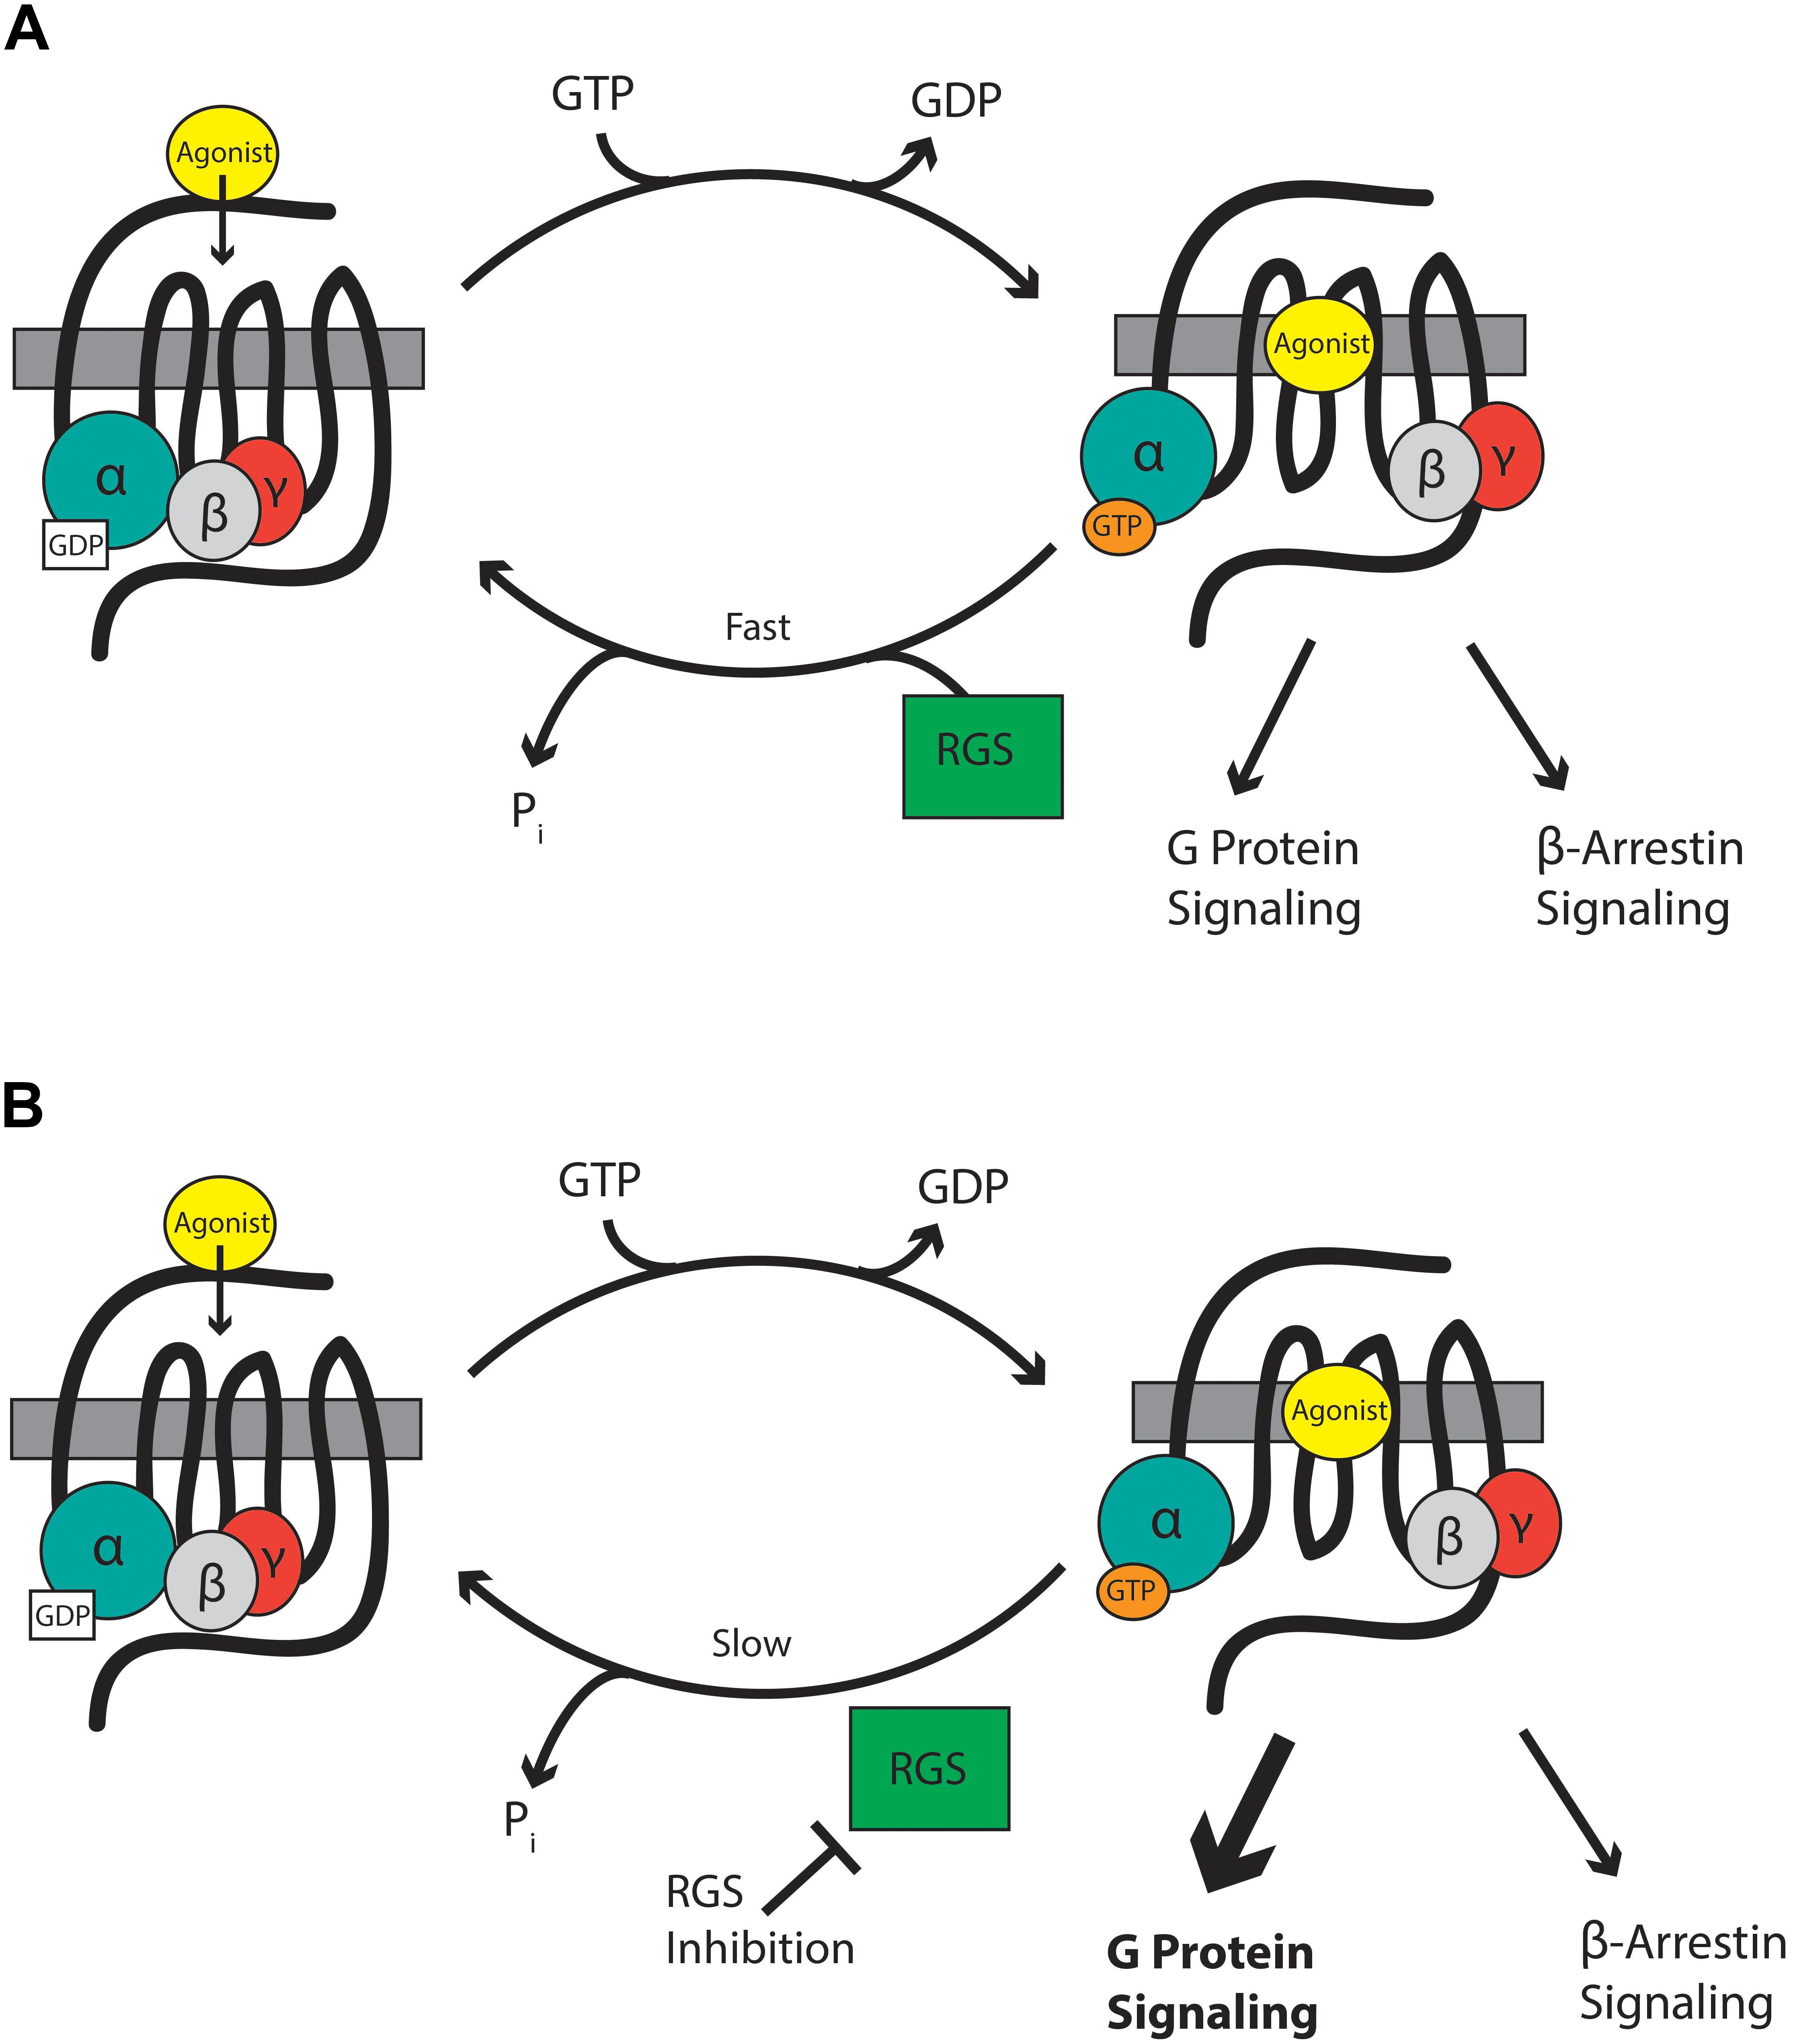 A
GTP
GDP
Agonist
Agonist
α
β
γ
GDP
α
β
γ
GTP
Fast
RGS
Pi
G Protein
Signaling
β-Arrestin
Signaling
B
GTP
GDP
Agonist
Agonist
α
β
γ
GDP
α
β
γ
GTP
Slow
RGS
Pi
RGS
Inhibition
G Protein
Signaling
β-Arrestin
Signaling